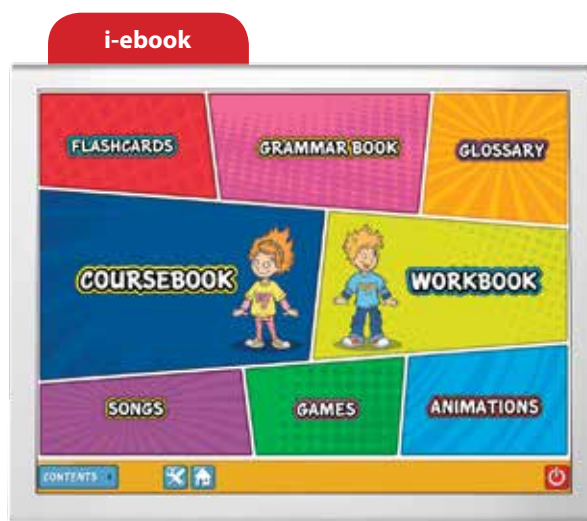 i-ebook
FLASHCARDS
GRAMMAR BOOK
GLOSSARY
COURSEBOOK
WORKBOOK
SONGS
GAMES
ANIMATIONS
CONTENTS